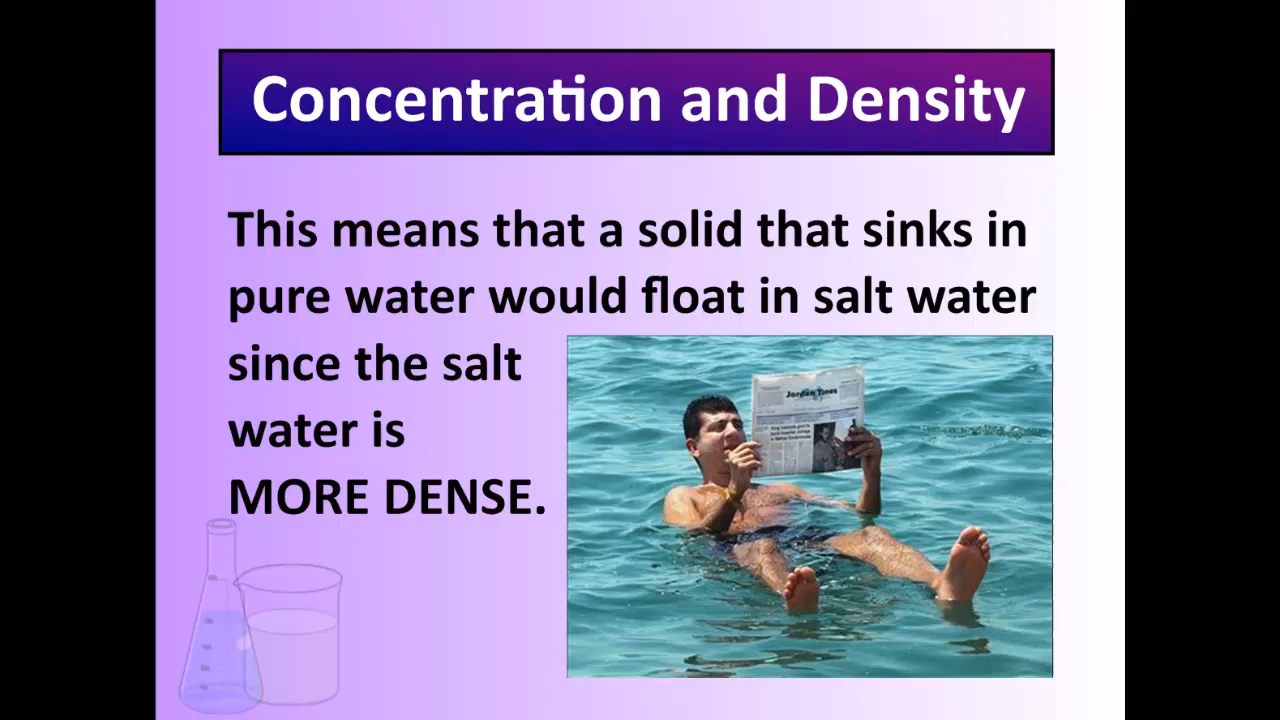 Concentration and Density
This means that a solid that sinks in
pure water would float in salt water
since the salt
water is
MORE DENSE.
Jordan Times